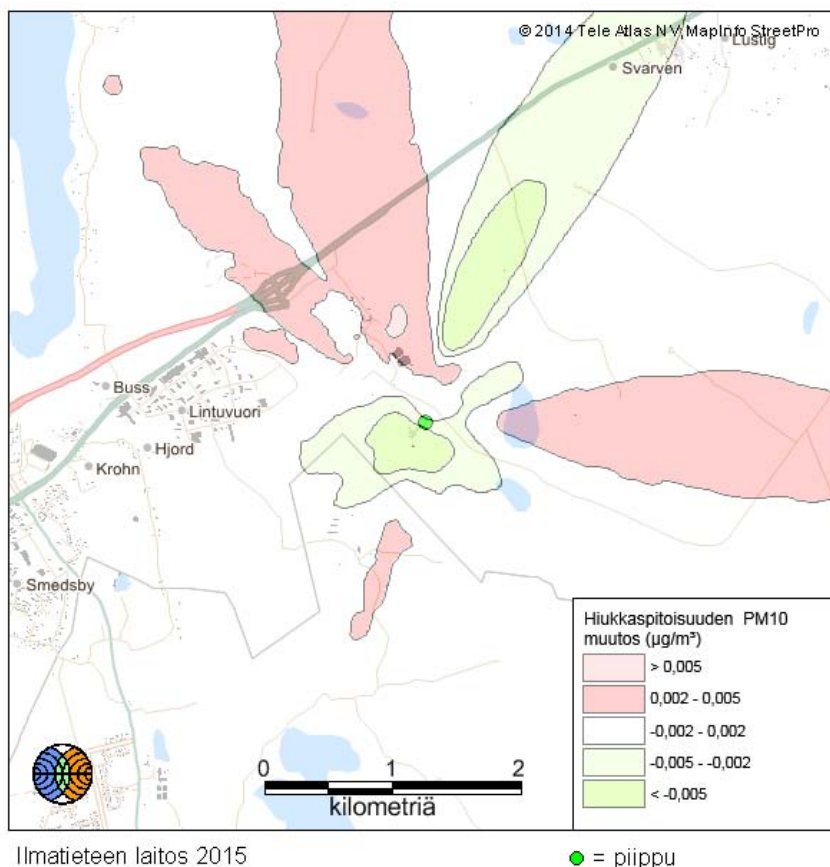 © 2014 Tele Atlas N V, MapInfo StreetPro
Lustig
Svarven
Buss
Lintuvuori
Hjord
Krohn
Smedsby
Hiukkaspitoisuuden PM10
muutos (µg/m³)
> 0,005
0,002 - 0,005
-0,002 - 0,002
-0,005 - -0,002
< -0,005
0 1 2
kilometriä
Ilmatieteen laitos 2015
= piippu